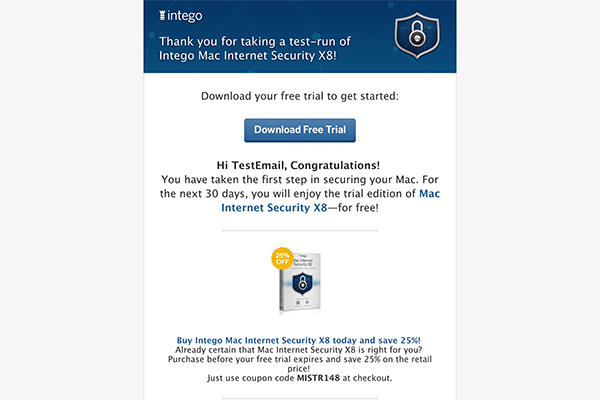 intego
Thank you for taking a test-run of
Intego Mac Internet Security X8!
Download your free trial to get started:
Download Free Trial
Hi TestEmail, Congratulations!
You have taken the first step in securing your Mac. For
the next 30 days, you will enjoy the trial edition of Mac
Internet Security X8—for free!
25%
OFF
Mac Internet
Security X8
Buy Intego Mac Internet Security X8 today and save 25%!
Already certain that Mac Internet Security X8 is right for you?
Purchase before your free trial expires and save 25% on the retail
price!
Just use coupon code MISTR148 at checkout.